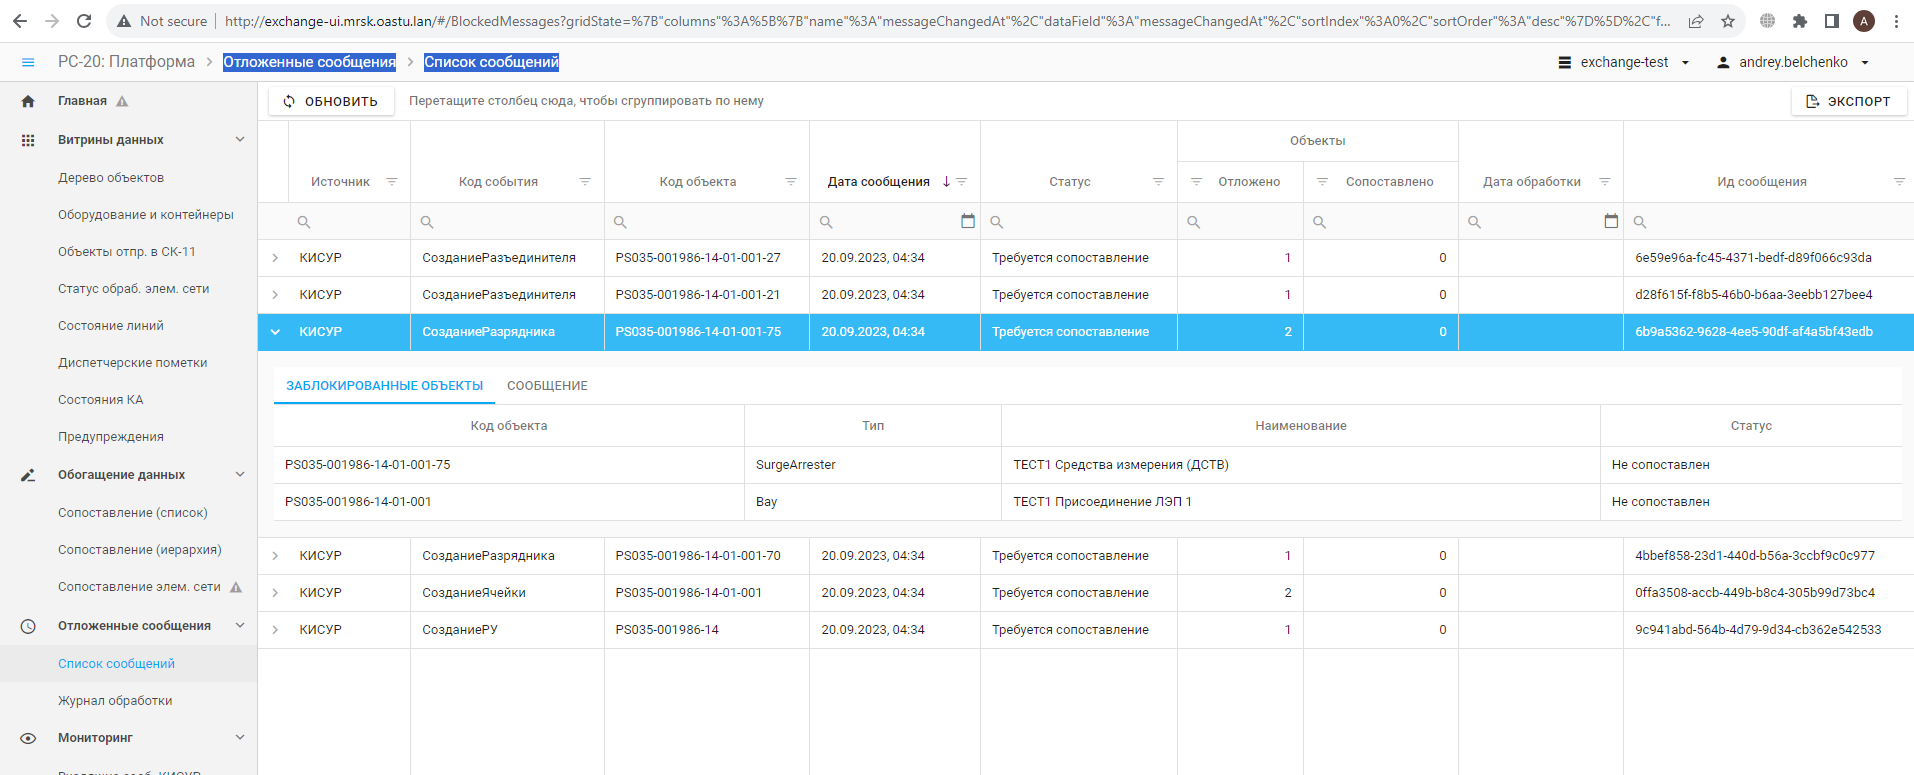 Not secure | http://exchange-ui.mrsk.oastu.lan/#/BlockedMessages?gridState=%7B"columns"%3A%5B%7B"name"%3A"messageChangedAt"%2C"dataField"%3A"messageChangedAt"%2C"sortIndex"%3A0%2C"sortOrder"%3A"desc"%7D%5D%2C"f... A
РС-20: Платформа > Отложенные сообщения > Список сообщений exchange-test andrey.belchenko
Главная
Витрины данных
Дерево объектов
Оборудование и контейнеры
Объекты отпр. в СК-11
Статус обраб. элем. сети
Состояние линий
Диспетчерские пометки
Состояния КА
Предупреждения
Обогащение данных
Сопоставление (список)
Сопоставление (иерархия)
Сопоставление элем. сети
Отложенные сообщения
Список сообщений
Журнал обработки
Мониторинг
ОБНОВИТЬ Перетащите столбец сюда, чтобы сгруппировать по нему ЭКСПОРТ
Объекты
Источник Код события Код объекта Дата сообщения Статус Отложено Сопоставлено Дата обработки Ид сообщения
КИСУР СозданиеРазъединителя PS035-001986-14-01-001-27 20.09.2023, 04:34 Требуется сопоставление 1 0 6e59e96a-fc45-4371-bedf-d89f066c93da
КИСУР СозданиеРазъединителя PS035-001986-14-01-001-21 20.09.2023, 04:34 Требуется сопоставление 1 0 d28f615f-f8b5-46b0-b6aa-3eebb127bee4
КИСУР СозданиеРазрядника PS035-001986-14-01-001-75 20.09.2023, 04:34 Требуется сопоставление 2 0 6b9a5362-9628-4ee5-90df-af4a5bf43edb
ЗАБЛОКИРОВАННЫЕ ОБЪЕКТЫ СООБЩЕНИЕ
Код объекта Тип Наименование Статус
PS035-001986-14-01-001-75 SurgeArrester ТЕСТ1 Средства измерения (ДСТВ) Не сопоставлен
PS035-001986-14-01-001 Bay ТЕСТ1 Присоединение ЛЭП 1 Не сопоставлен
КИСУР СозданиеРазрядника PS035-001986-14-01-001-70 20.09.2023, 04:34 Требуется сопоставление 1 0 4bbef858-23d1-440d-b56a-3ccbf9c0c977
КИСУР СозданиеЯчейки PS035-001986-14-01-001 20.09.2023, 04:34 Требуется сопоставление 2 0 0ffa3508-accb-449b-b8c4-305b99d73bc4
КИСУР СозданиеРУ PS035-001986-14 20.09.2023, 04:34 Требуется сопоставление 1 0 9c941abd-564b-4d79-9d34-cb362e542533